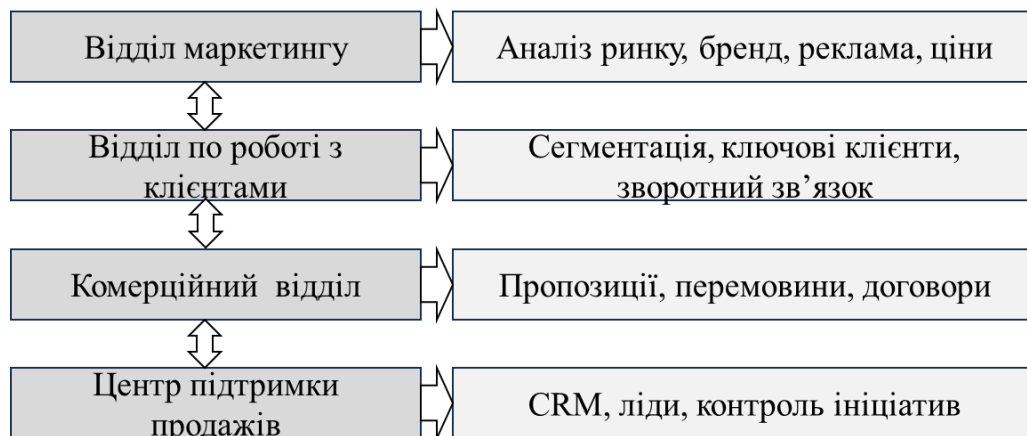 Відділ маркетингу
Аналіз ринку, бренд, реклама, ціни
Відділ по роботі з
клієнтами
Сегментація, ключові клієнти,
зворотний зв’язок
Комерційний відділ
Пропозиції, перемовини, договори
Центр підтримки
продажів
CRM, ліди, контроль ініціатив